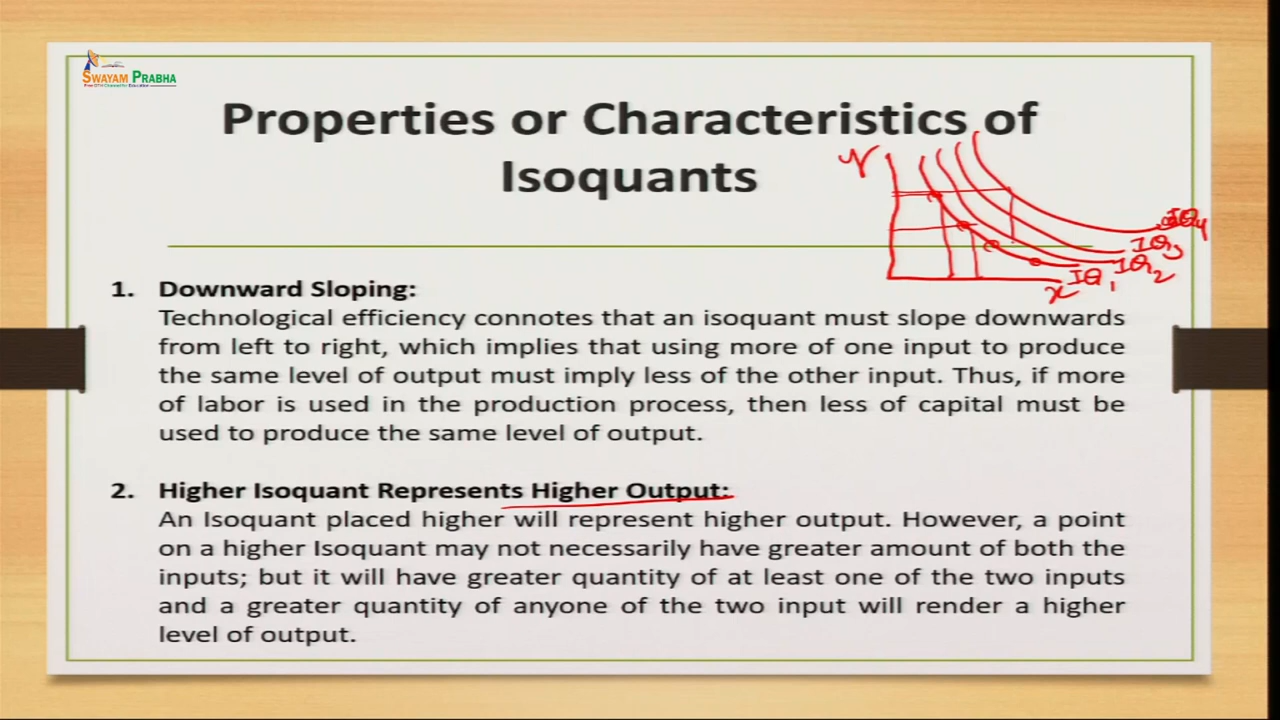 SWAYAM PRABHA
Free DTH Channel for Education
Properties or Characteristics of
Isoquants
Y
IQ4
IQ3
IQ2
IQ1
x
1. Downward Sloping:
Technological efficiency connotes that an isoquant must slope downwards
from left to right, which implies that using more of one input to produce
the same level of output must imply less of the other input. Thus, if more
of labor is used in the production process, then less of capital must be
used to produce the same level of output.
2. Higher Isoquant Represents Higher Output:
An Isoquant placed higher will represent higher output. However, a point
on a higher Isoquant may not necessarily have greater amount of both the
inputs; but it will have greater quantity of at least one of the two inputs
and a greater quantity of anyone of the two input will render a higher
level of output.